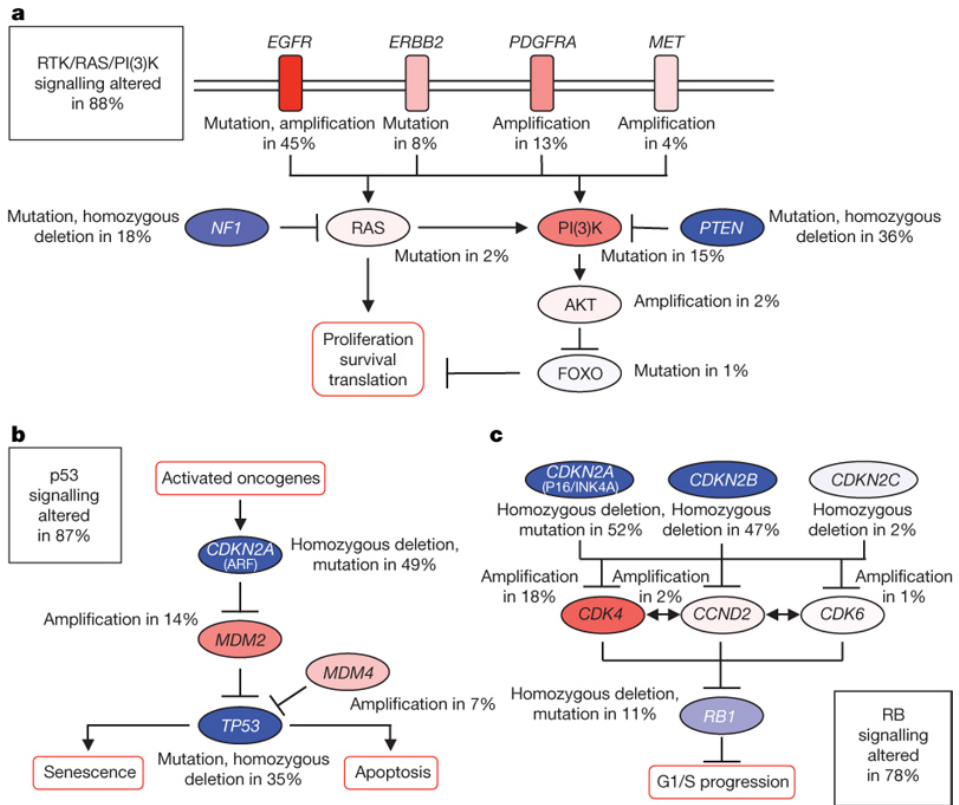 a
RTK/RAS/PI(3)K
signalling altered
in 88%
EGFR
ERBB2
PDGFRA
MET
Mutation, amplification
in 45%
Mutation
in 8%
Amplification
in 13%
Amplification
in 4%
Mutation, homozygous
deletion in 18%
NF1
RAS
Mutation in 2%
PI(3)K
Mutation in 15%
PTEN
Mutation, homozygous
deletion in 36%
AKT
Amplification in 2%
Proliferation
survival
translation
FOXO
Mutation in 1%
b
p53
signalling
altered
in 87%
Activated oncogenes
CDKN2A
(ARF)
Homozygous deletion,
mutation in 49%
Amplification in 14%
MDM2
MDM4
Amplification in 7%
TP53
Mutation, homozygous
deletion in 35%
Senescence
Apoptosis
c
CDKN2A
(P16/INK4A)
CDKN2B
CDKN2C
Homozygous deletion,
mutation in 52%
Homozygous
deletion in 47%
Homozygous
deletion in 2%
Amplification
in 18%
Amplification
in 2%
Amplification
in 1%
CDK4
CCND2
CDK6
Homozygous deletion,
mutation in 11%
RB1
G1/S progression
RB
signalling
altered
in 78%